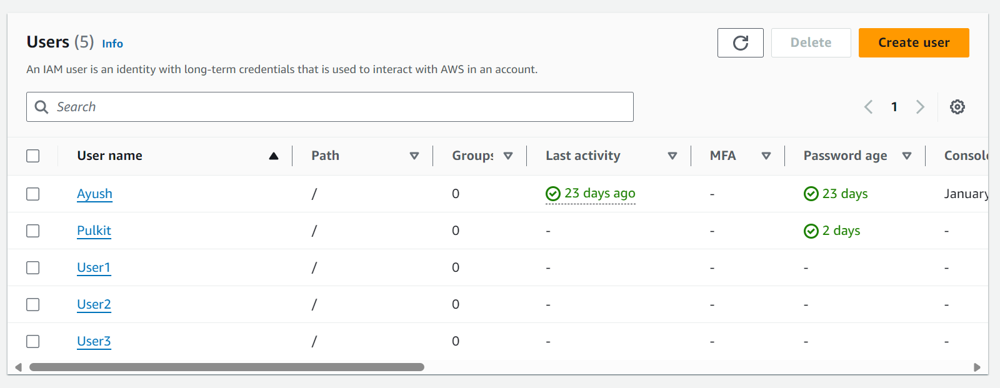 Users (5) Info
Delete
Create user
An IAM user is an identity with long-term credentials that is used to interact with AWS in an account.
Search
1
User name Path Groups Last activity MFA Password age Console
Ayush / 0 23 days ago - 23 days January
Pulkit / 0 - - 2 days -
User1 / 0 - - - -
User2 / 0 - - - -
User3 / 0 - - - -